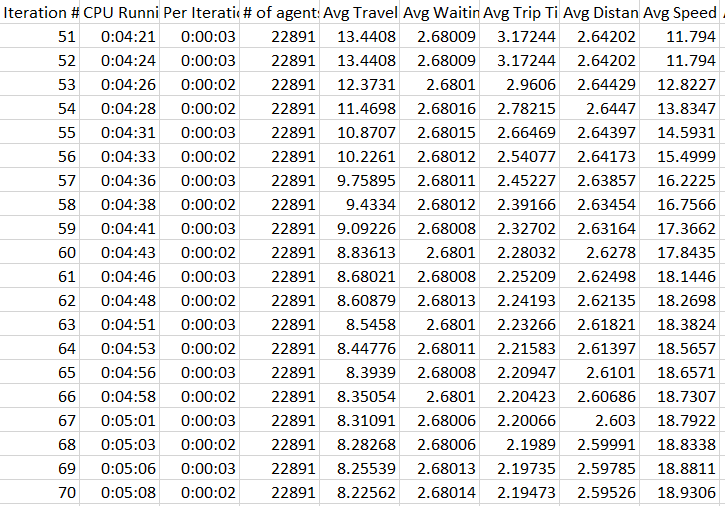 Iteration # CPU Runni Per Iteratio # of agents Avg Travel Avg Waitin Avg Trip Ti Avg Distan Avg Speed
51 0:04:21 0:00:03 22891 13.4408 2.68009 3.17244 2.64202 11.794
52 0:04:24 0:00:03 22891 13.4408 2.68009 3.17244 2.64202 11.794
53 0:04:26 0:00:02 22891 12.3731 2.6801 2.9606 2.64429 12.8227
54 0:04:28 0:00:02 22891 11.4698 2.68016 2.78215 2.6447 13.8347
55 0:04:31 0:00:03 22891 10.8707 2.68015 2.66469 2.64397 14.5931
56 0:04:33 0:00:02 22891 10.2261 2.68012 2.54077 2.64173 15.4999
57 0:04:36 0:00:03 22891 9.75895 2.68011 2.45227 2.63857 16.2225
58 0:04:38 0:00:02 22891 9.4334 2.68012 2.39166 2.63454 16.7566
59 0:04:41 0:00:03 22891 9.09226 2.68008 2.32702 2.63164 17.3662
60 0:04:43 0:00:02 22891 8.83613 2.6801 2.28032 2.6278 17.8435
61 0:04:46 0:00:03 22891 8.68021 2.68008 2.25209 2.62498 18.1446
62 0:04:48 0:00:02 22891 8.60879 2.68013 2.24193 2.62135 18.2698
63 0:04:51 0:00:03 22891 8.5458 2.6801 2.23266 2.61821 18.3824
64 0:04:53 0:00:02 22891 8.44776 2.68011 2.21583 2.61397 18.5657
65 0:04:56 0:00:03 22891 8.3939 2.68008 2.20947 2.6101 18.6571
66 0:04:58 0:00:02 22891 8.35054 2.6801 2.20423 2.60686 18.7307
67 0:05:01 0:00:03 22891 8.31091 2.68006 2.20066 2.603 18.7922
68 0:05:03 0:00:02 22891 8.28268 2.68006 2.1989 2.59991 18.8338
69 0:05:06 0:00:03 22891 8.25539 2.68013 2.19735 2.59785 18.8811
70 0:05:08 0:00:02 22891 8.22562 2.68014 2.19473 2.59526 18.9306